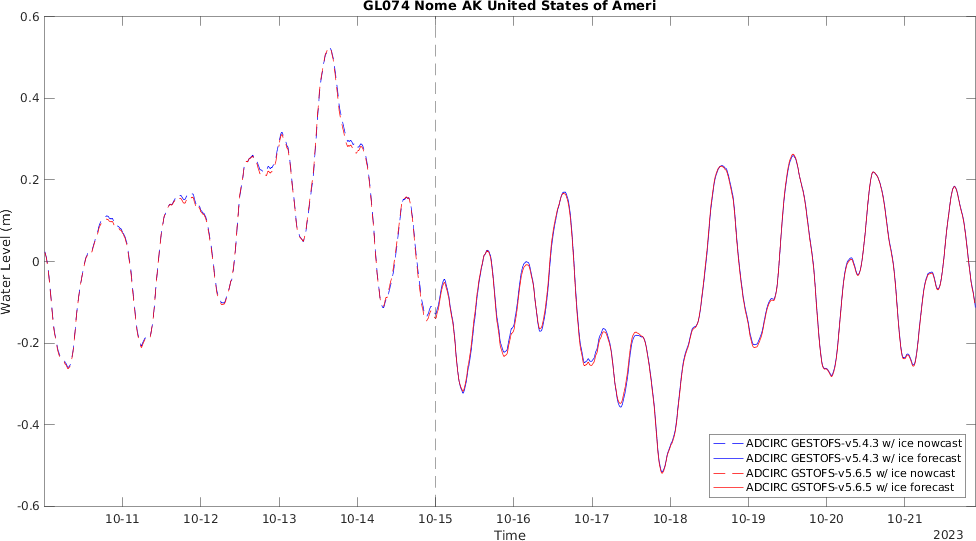 GL074 Nome AK United States of Ameri
0.6
0.4
0.2
0
-0.2
-0.4
-0.6
Water Level (m)
ADCIRC GESTOFS-v5.4.3 w/ ice nowcast
ADCIRC GESTOFS-v5.4.3 w/ ice forecast
ADCIRC GSTOFS-v5.6.5 w/ ice nowcast
ADCIRC GSTOFS-v5.6.5 w/ ice forecast
10-11 10-12 10-13 10-14 10-15 10-16 10-17 10-18 10-19 10-20 10-21
Time
2023